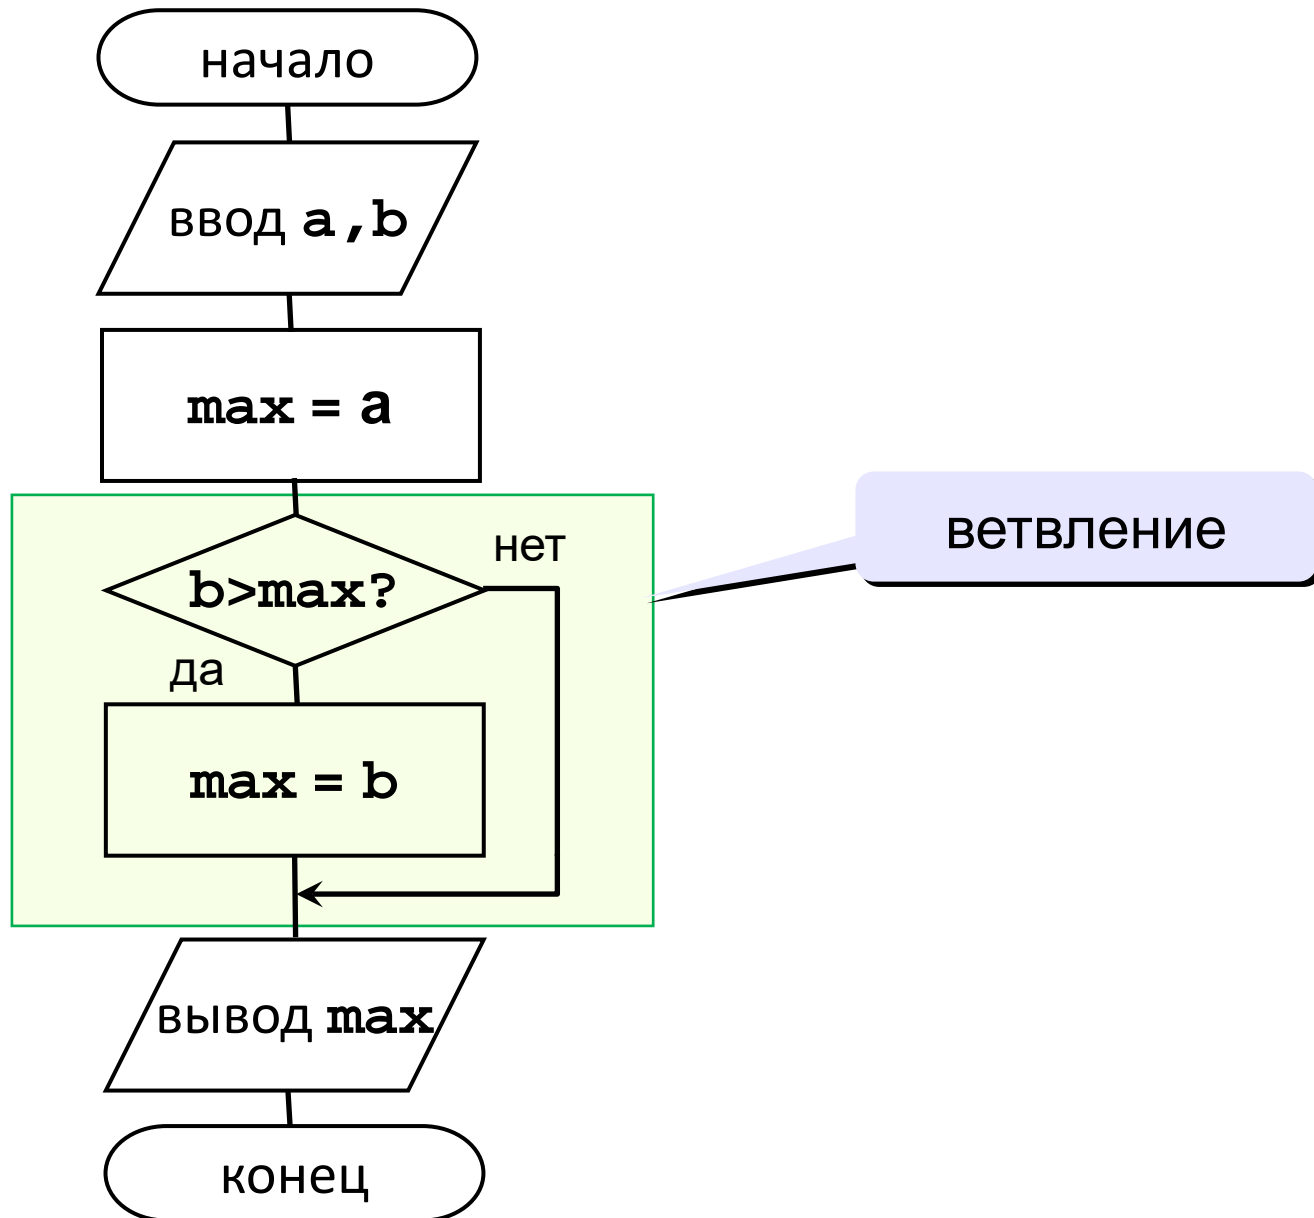 начало
ввод a,b
max = a
b>max?
нет
да
max = b
вывод max
конец
ветвление